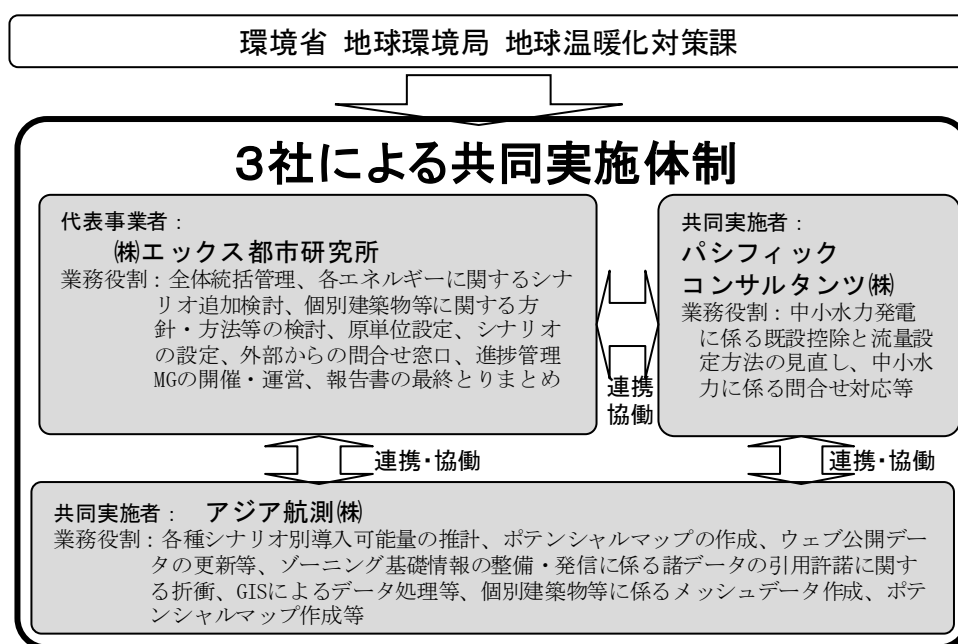 環境省 地球環境局 地球温暖化対策課
3社による共同実施体制
代表事業者：
㈱エックス都市研究所
業務役割：全体統括管理、各エネルギーに関するシナ
リオ追加検討、個別建築物等に関する方
針・方法等の検討、原単位設定、シナリオ
の設定、外部からの問合せ窓口、進捗管理
MGの開催・運営、報告書の最終とりまとめ
連携
協働
共同実施者：
パシフィック
コンサルタンツ㈱
業務役割：中小水力発電
に係る既設控除と流量設
定方法の見直し、中小水
力に係る問合せ対応等
連携・協働
連携・協働
共同実施者： アジア航測㈱
業務役割：各種シナリオ別導入可能量の推計、ポテンシャルマップの作成、ウェブ公開デー
タの更新等、ゾーニング基礎情報の整備・発信に係る諸データの引用許諾に関す
る折衝、GISによるデータ処理等、個別建築物等に係るメッシュデータ作成、ポテ
ンシャルマップ作成等